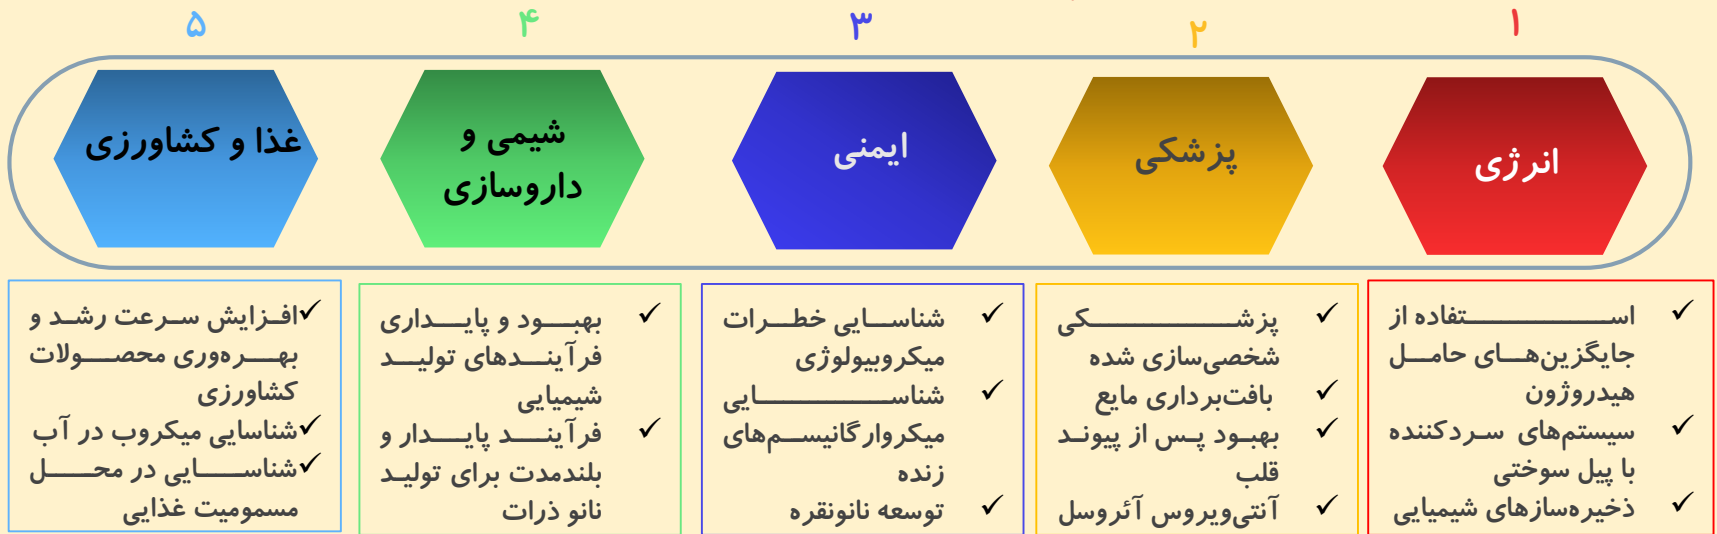 ۱
انرژی
✓ استفاده از
جایگزین‌های حامل
هیدروژون
✓ سیستم‌های سردکننده
با پیل سوختی
✓ ذخیره‌سازهای شیمیایی
۲
پزشکی
✓ پزشکی
شخصی‌سازی شده
✓ بافت‌برداری مایع
✓ بهبود پس از پیوند
قلب
✓ آنتی‌ویروس آئروسل
۳
ایمنی
✓ شناسایی خطرات
میکروبیولوژی
✓ شناسایی
میکروارگانیسم‌های
زنده
✓ توسعه نانونقره
۴
شیمی و
داروسازی
✓ بهبود و پایداری
فرآیندهای تولید
شیمیایی
✓ فرآیند پایدار و
بلندمدت برای تولید
نانو ذرات
۵
غذا و کشاورزی
✓ افزایش سرعت رشد و
بهره‌وری محصولات
کشاورزی
✓ شناسایی میکروب در آب
✓ شناسایی در محل
مسمومیت غذایی